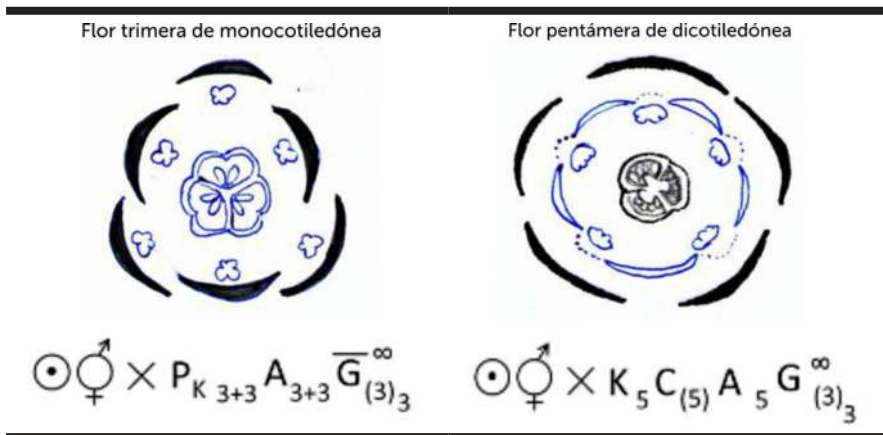 Flor trimera de monocotiledónea
Flor pentámera de dicotiledónea
☉ ⚥ × P K 3+3 A 3+3 G̅ (3) 3 ∞
☉ ⚥ × K 5 C (5) A 5 G (3) 3 ∞